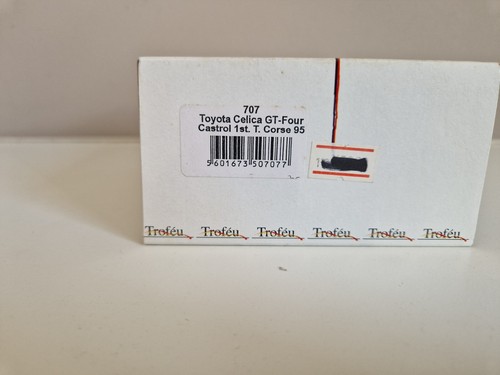 707
Toyota Celica GT-Four
Castrol 1st. T. Corse 95
5 601673 507077
Troféu Troféu Troféu Troféu Troféu Troféu